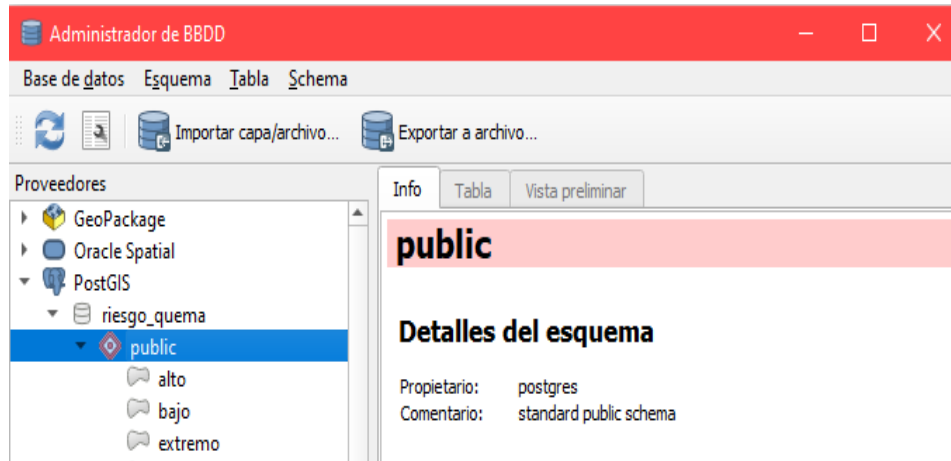 Administrador de BBDD
Base de datos Esquema Tabla Schema
Importar capa/archivo... Exportar a archivo...
Proveedores
GeoPackage
Oracle Spatial
PostGIS
riesgo_quema
public
alto
bajo
extremo
Info Tabla Vista preliminar
public
Detalles del esquema
Propietario: postgres
Comentario: standard public schema